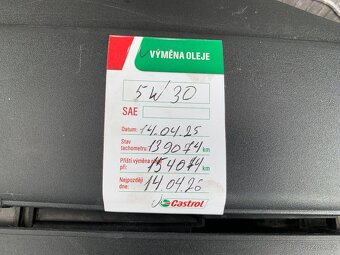 VÝMĚNA OLEJE
5W30
SAE
Datum: 14.04.25
Stav
tachometru: 139074 km
Příští výměna
při: 154074 km
Nejpozději
dne: 14.04.26
Castrol